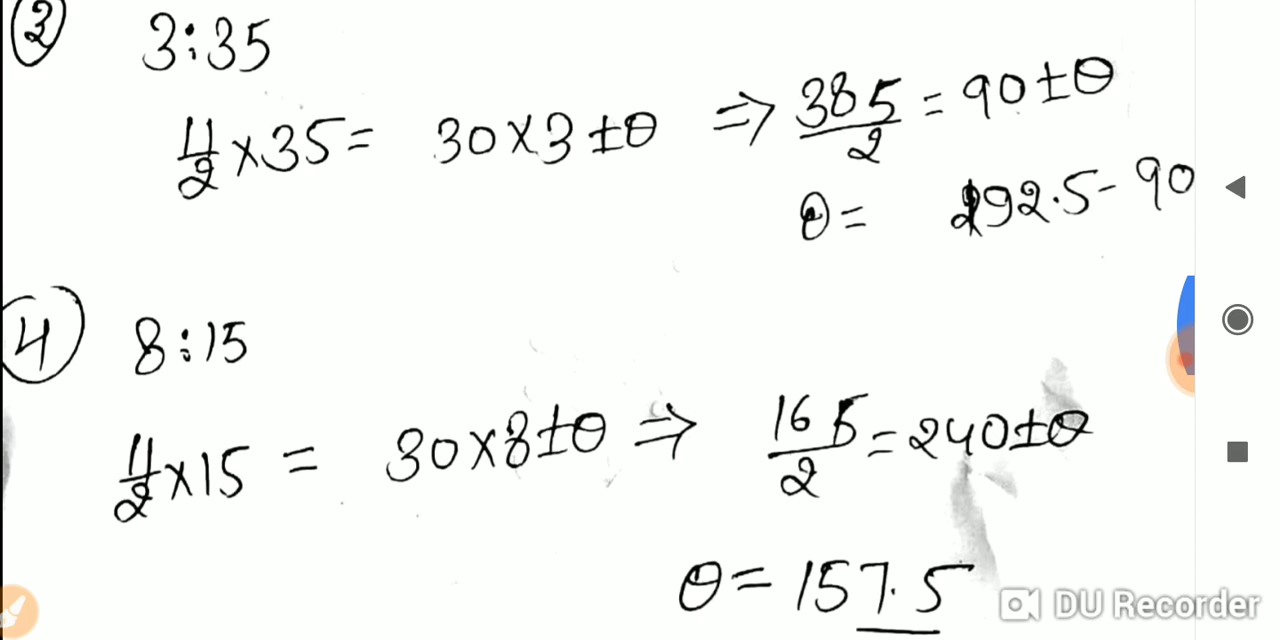 ③ 3:35
11/2 × 35 = 30×3 ± θ ⇒ 385/2 = 90 ± θ
θ = 192.5 - 90
④ 8:15
11/2 × 15 = 30×8 ± θ ⇒ 165/2 = 240 ± θ
θ = 157.5
DU Recorder